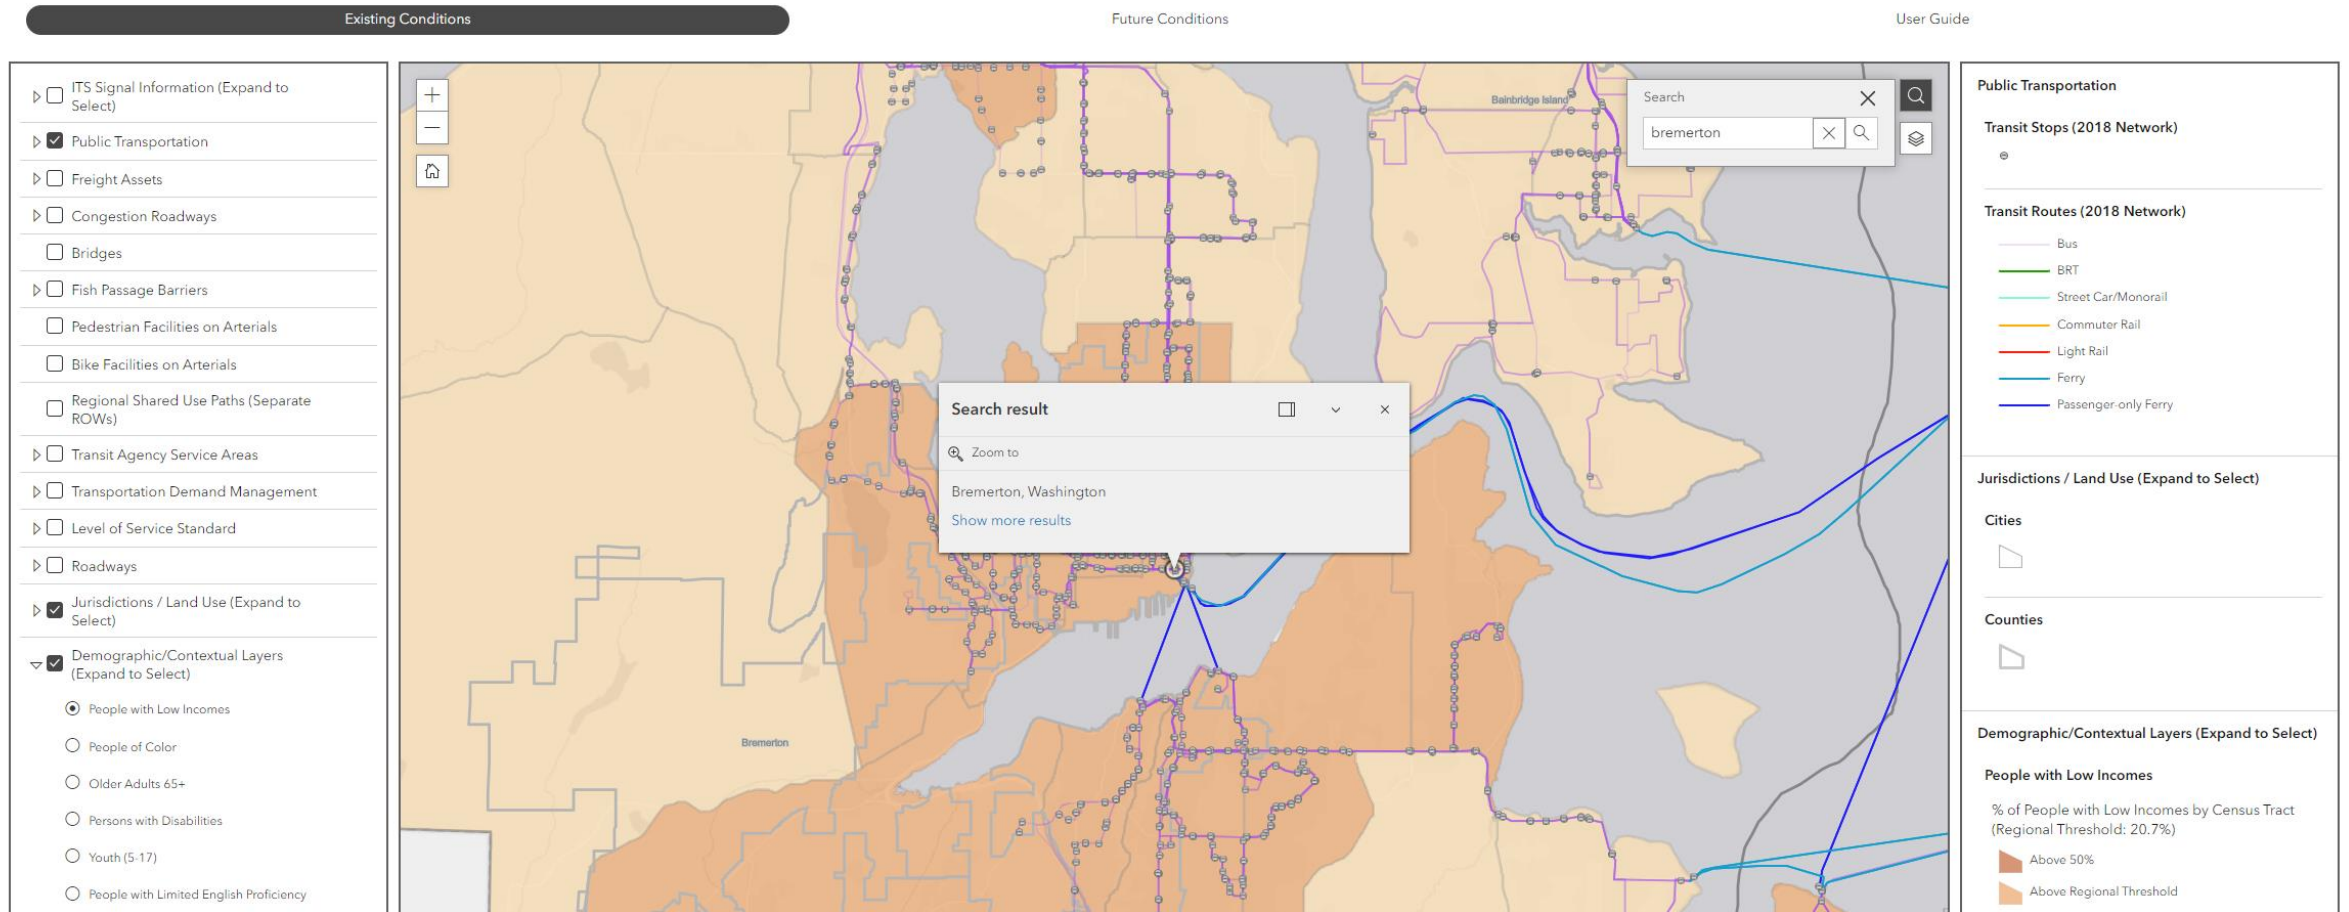 Existing Conditions
Future Conditions
User Guide
ITS Signal Information (Expand to
Select)
Public Transportation
Freight Assets
Congestion Roadways
Bridges
Fish Passage Barriers
Pedestrian Facilities on Arterials
Bike Facilities on Arterials
Regional Shared Use Paths (Separate
ROWs)
Transit Agency Service Areas
Transportation Demand Management
Level of Service Standard
Roadways
Jurisdictions / Land Use (Expand to
Select)
Demographic/Contextual Layers
(Expand to Select)
People with Low Incomes
People of Color
Older Adults 65+
Persons with Disabilities
Youth (5-17)
People with Limited English Proficiency
Bainbridge Island
Search
bremerton
Search result
Zoom to
Bremerton, Washington
Show more results
Bremerton
Public Transportation
Transit Stops (2018 Network)
Transit Routes (2018 Network)
Bus
BRT
Street Car/Monorail
Commuter Rail
Light Rail
Ferry
Passenger-only Ferry
Jurisdictions / Land Use (Expand to Select)
Cities
Counties
Demographic/Contextual Layers (Expand to Select)
People with Low Incomes
% of People with Low Incomes by Census Tract
(Regional Threshold: 20.7%)
Above 50%
Above Regional Threshold